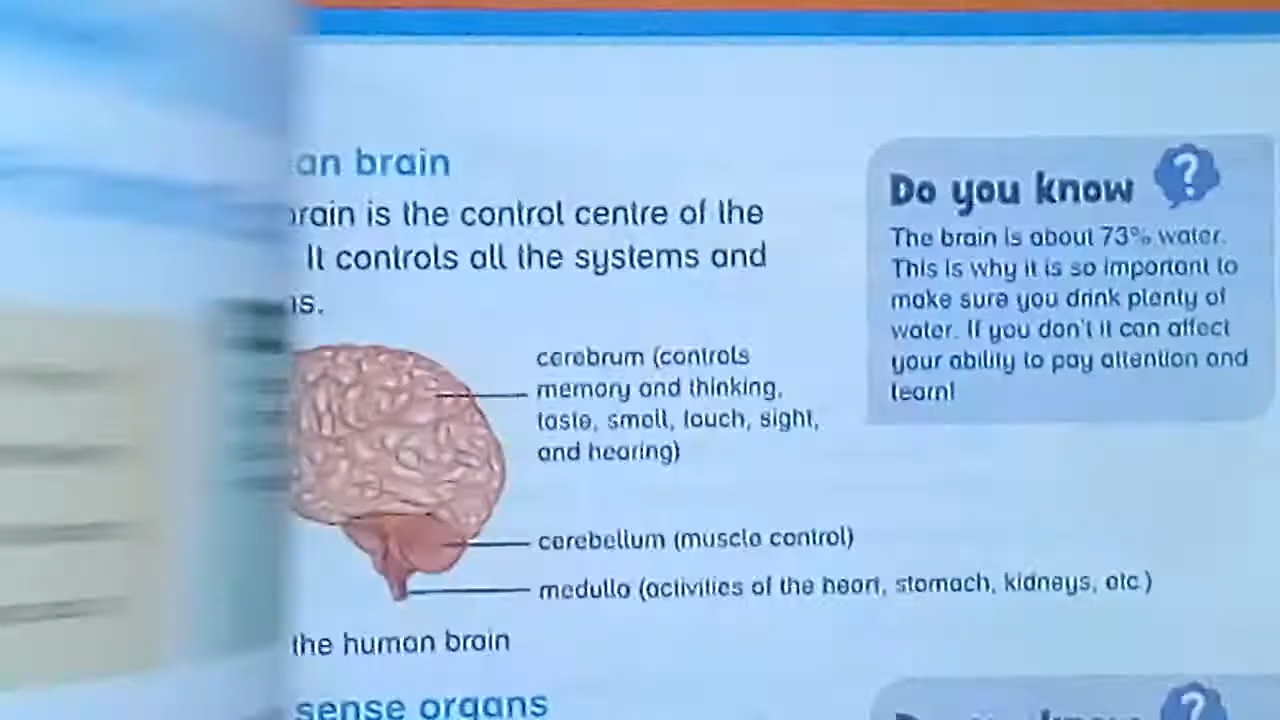 an brain
brain is the control centre of the
It controls all the systems and
is.
cerebrum (controls
memory and thinking,
taste, smell, touch, sight,
and hearing)
cerebellum (muscle control)
medulla (activities of the heart, stomach, kidneys, etc.)
the human brain
sense organs
Do you know
?
The brain is about 73% water.
This is why it is so important to
make sure you drink plenty of
water. If you don't it can affect
your ability to pay attention and
learn!
?